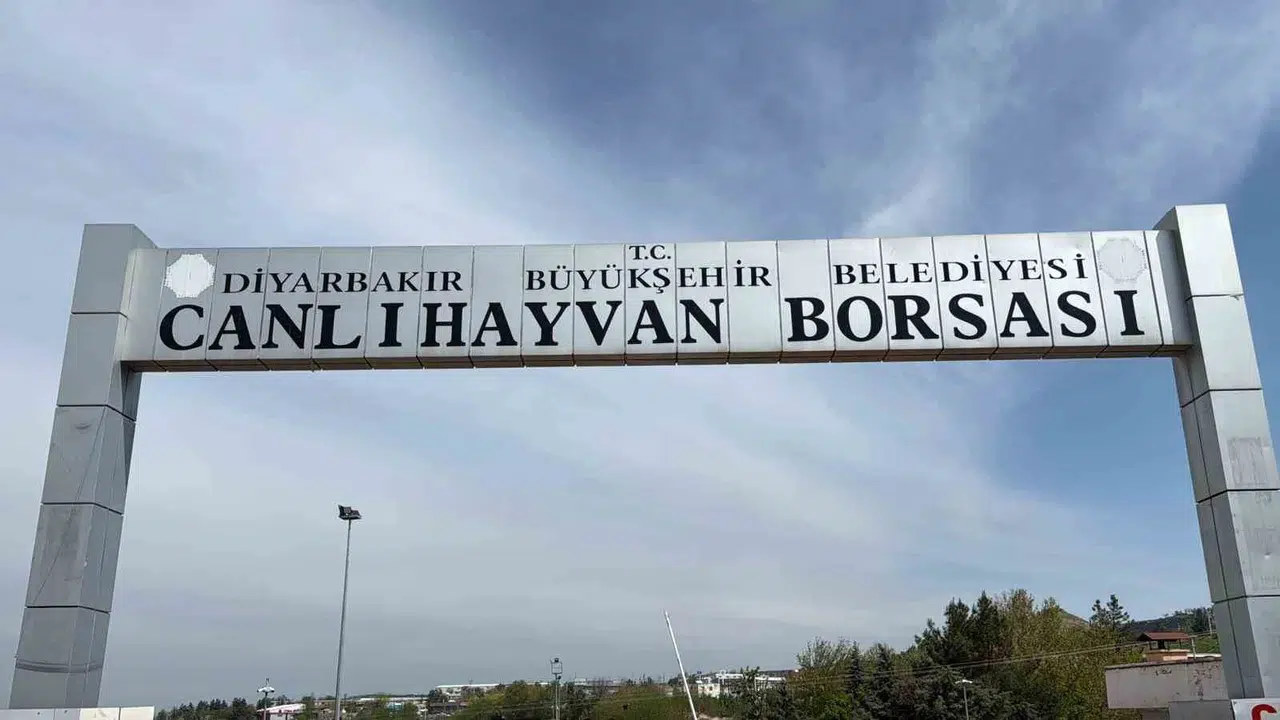 T.C.
DİYARBAKIR BÜYÜKŞEHİR BELEDİYESİ
CANLI HAYVAN BORSASI